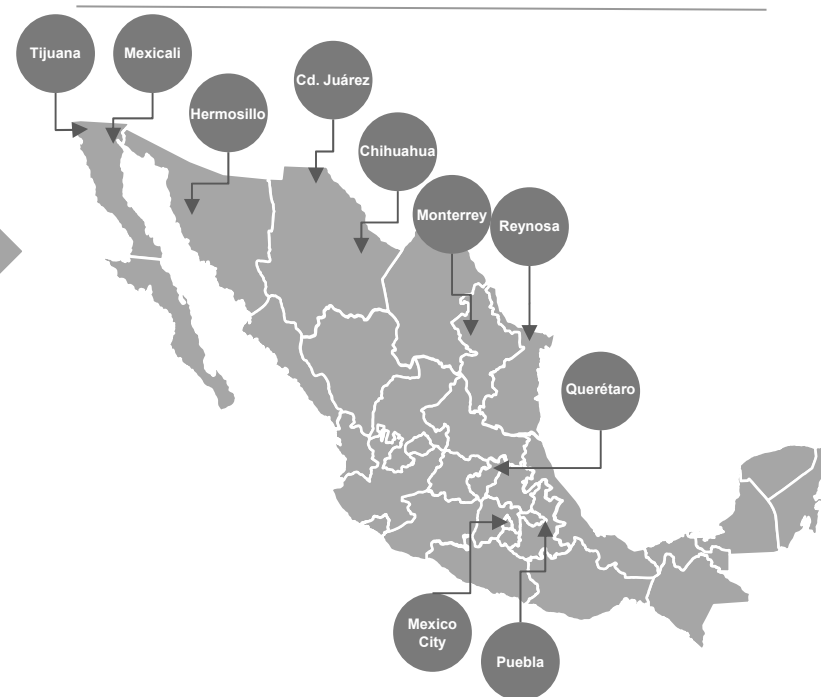 Tijuana
Mexicali
Cd. Juárez
Hermosillo
Chihuahua
Monterrey
Reynosa
Querétaro
Mexico
City
Puebla